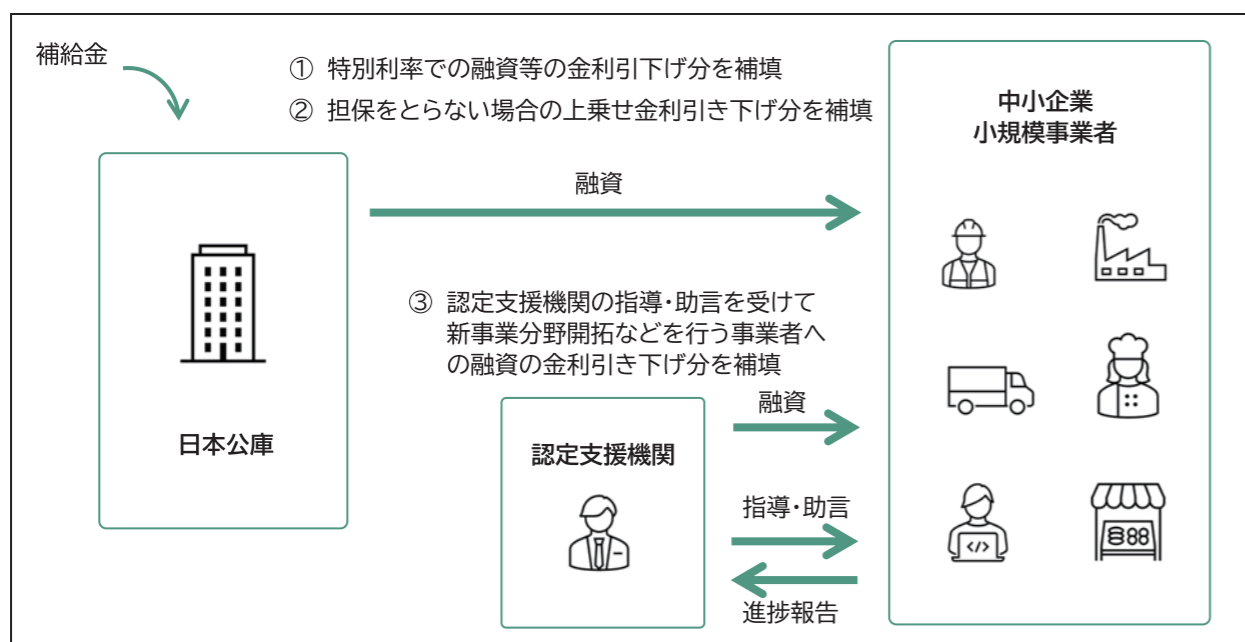 補給金
① 特別利率での融資等の金利引下げ分を補填
② 担保をとらない場合の上乗せ金利引き下げ分を補填
中小企業
小規模事業者
融資
日本公庫
③ 認定支援機関の指導・助言を受けて
新事業分野開拓などを行う事業者へ
の融資の金利引き下げ分を補填
融資
認定支援機関
指導・助言
進捗報告